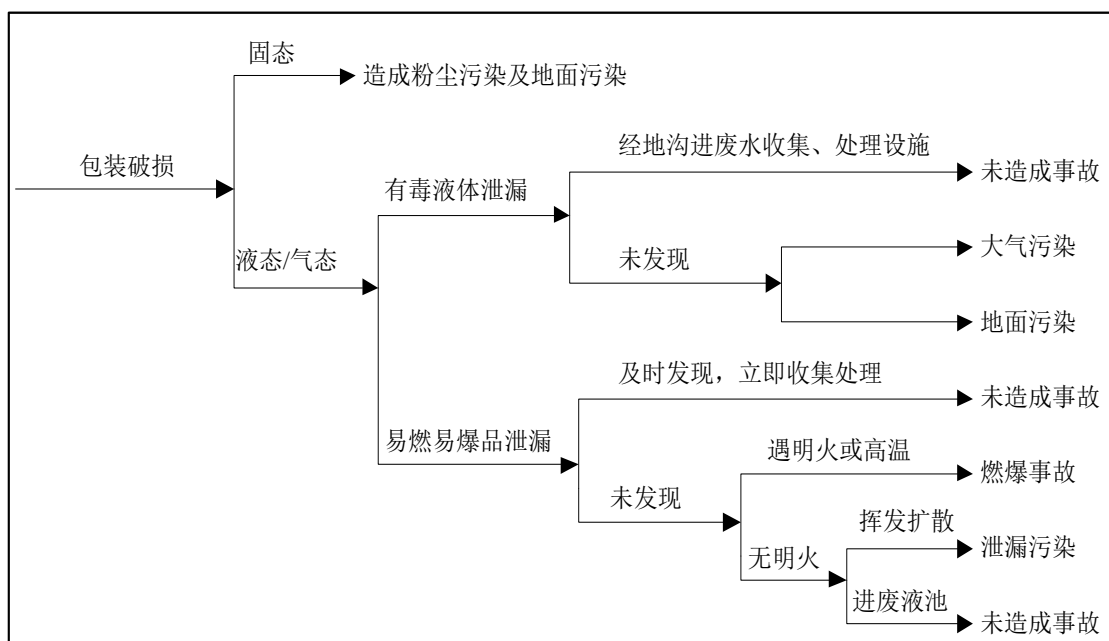 固态
造成粉尘污染及地面污染
包装破损
经地沟进废水收集、处理设施
未造成事故
有毒液体泄漏
大气污染
液态/气态
未发现
地面污染
及时发现，立即收集处理
未造成事故
易燃易爆品泄漏
遇明火或高温
燃爆事故
未发现
挥发扩散
泄漏污染
无明火
进废液池
未造成事故